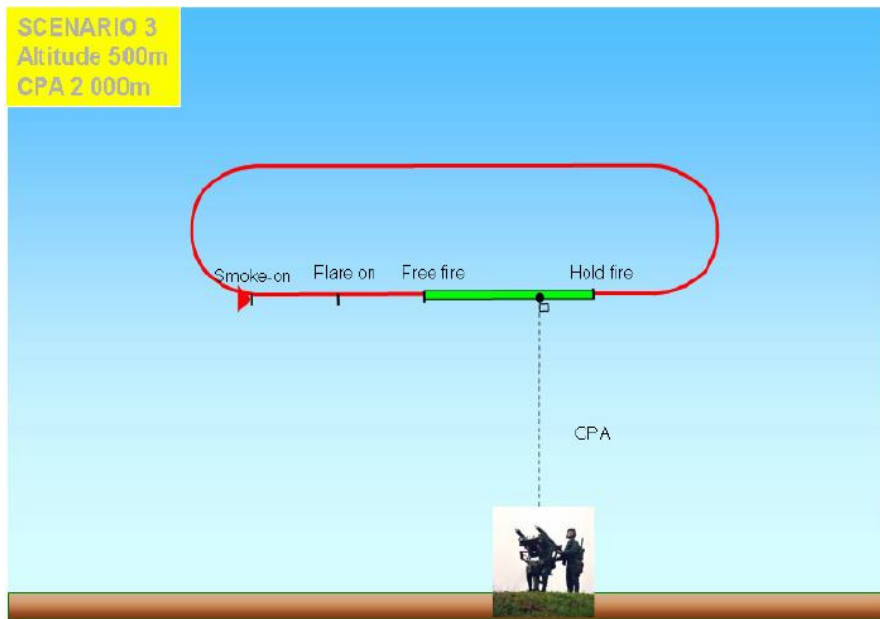 SCENARIO 3
Altitude 500m
CPA 2 000m
Smoke-on
Flare on
Free fire
Hold fire
CPA